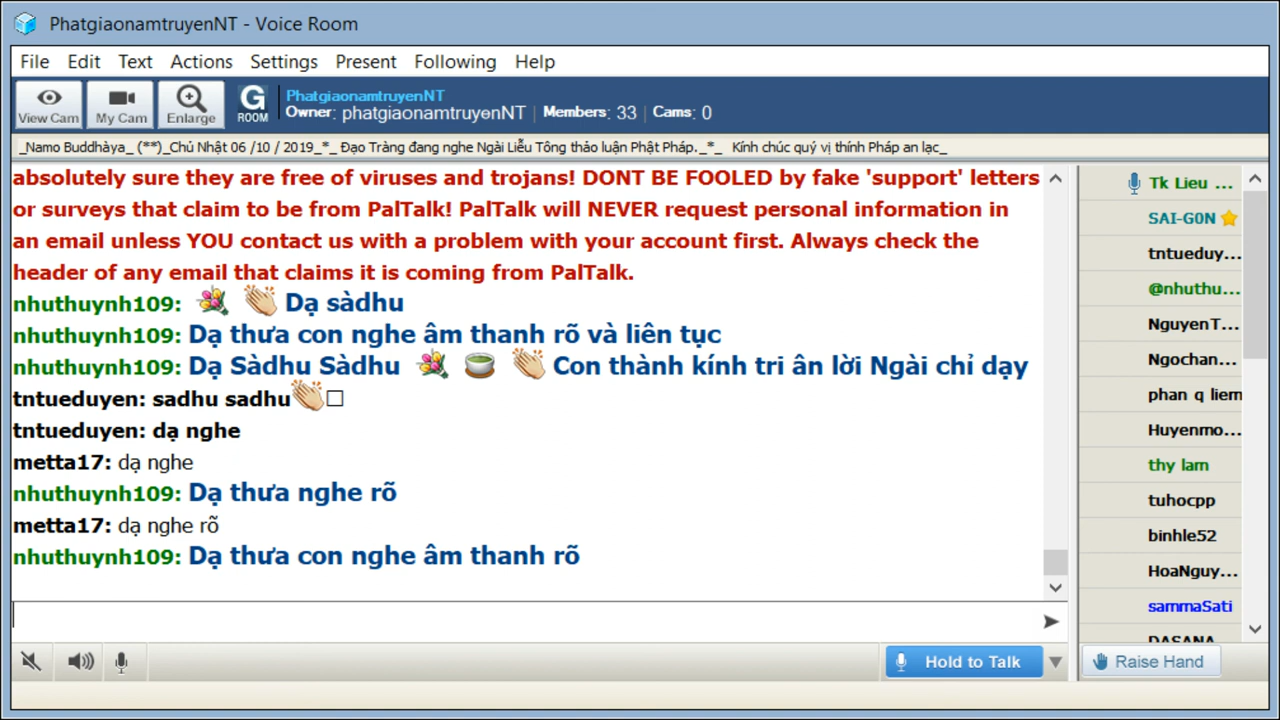 PhatgiaonamtruyenNT - Voice Room
File Edit Text Actions Settings Present Following Help
View Cam My Cam Enlarge G ROOM
PhatgiaonamtruyenNT
Owner: phatgiaonamtruyenNT | Members: 33 | Cams: 0
_Namo Buddhàya_ (**)_Chủ Nhật 06 /10 / 2019_*_ Đạo Tràng đang nghe Ngài Liễu Tông thảo luận Phật Pháp._*_ Kính chúc quý vị thính Pháp an lạc_
absolutely sure they are free of viruses and trojans! DONT BE FOOLED by fake 'support' letters
or surveys that claim to be from PalTalk! PalTalk will NEVER request personal information in
an email unless YOU contact us with a problem with your account first. Always check the
header of any email that claims it is coming from PalTalk.
nhuthuynh109: Dạ sàdhu
nhuthuynh109: Dạ thưa con nghe âm thanh rõ và liên tục
nhuthuynh109: Dạ Sàdhu Sàdhu Con thành kính tri ân lời Ngài chỉ dạy
tntueduyen: sadhu sadhu
tntueduyen: dạ nghe
metta17: dạ nghe
nhuthuynh109: Dạ thưa nghe rõ
metta17: dạ nghe rõ
nhuthuynh109: Dạ thưa con nghe âm thanh rõ
Tk Lieu ...
SAI-G0N
tntueduy...
@nhuthu...
NguyenT...
Ngochan...
phan q liem
Huyenmo...
thy lam
tuhocpp
binhle52
HoaNguy...
sammaSati
DASANA
Hold to Talk
Raise Hand